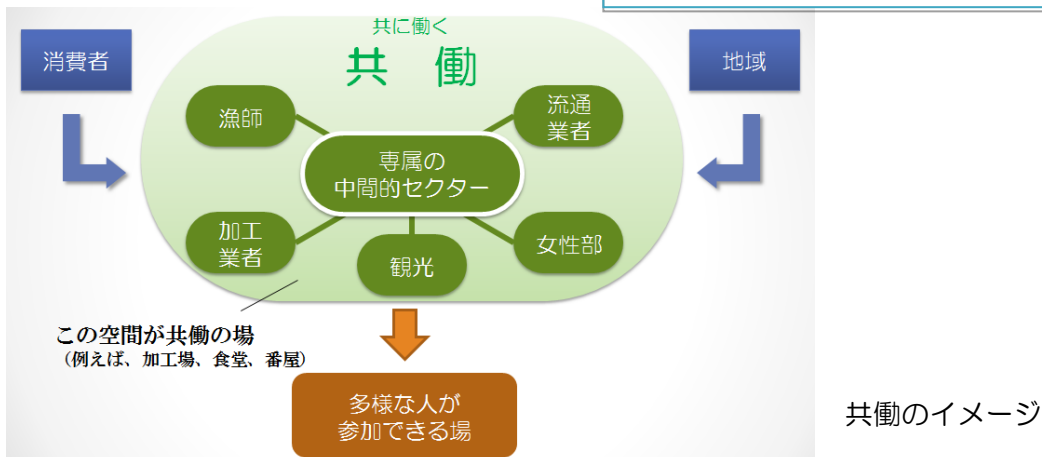 共に働く
共 働
消費者
地域
漁師
流通
業者
専属の
中間的セクター
加工
業者
観光
女性部
この空間が共働の場
（例えば、加工場、食堂、番屋）
多様な人が
参加できる場
共働のイメージ